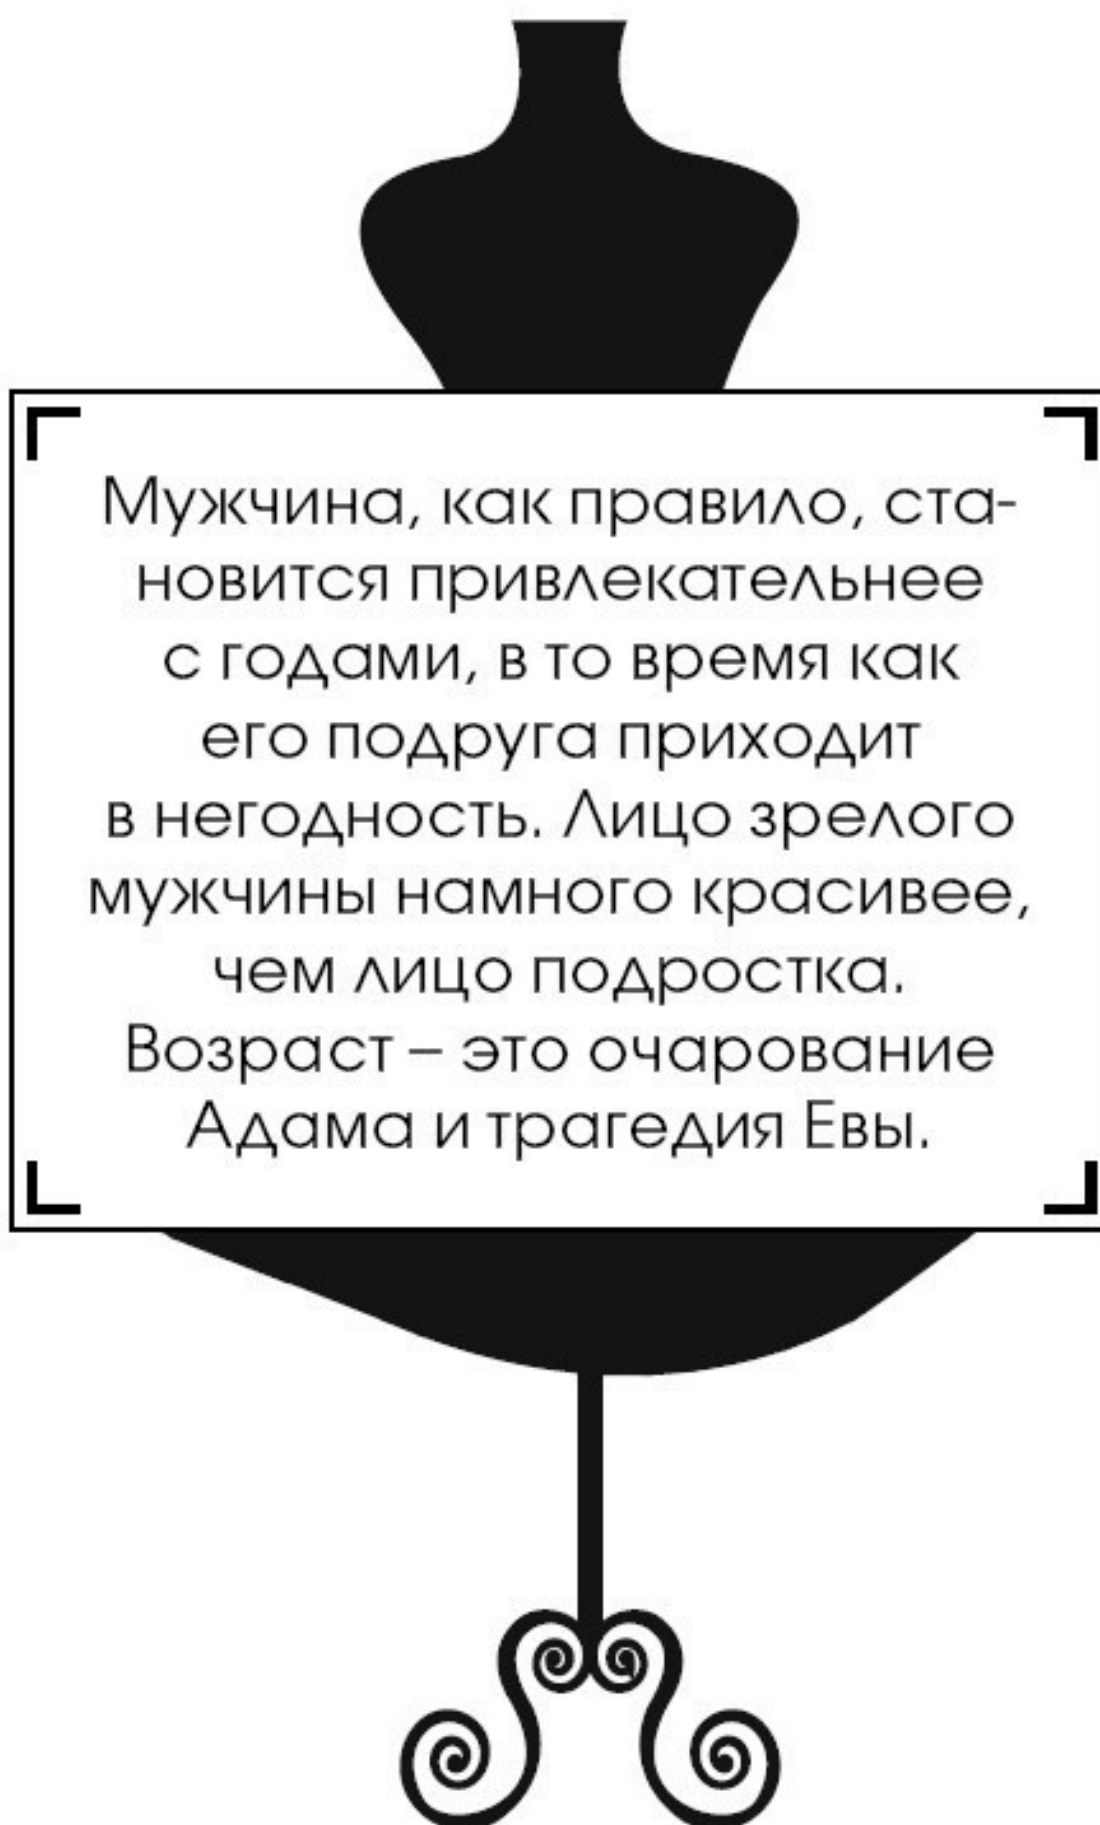 Мужчина, как правило, ста-
новится привлекательнее
с годами, в то время как
его подруга приходит
в негодность. Лицо зрелого
мужчины намного красивее,
чем лицо подростка.
Возраст – это очарование
Адама и трагедия Евы.